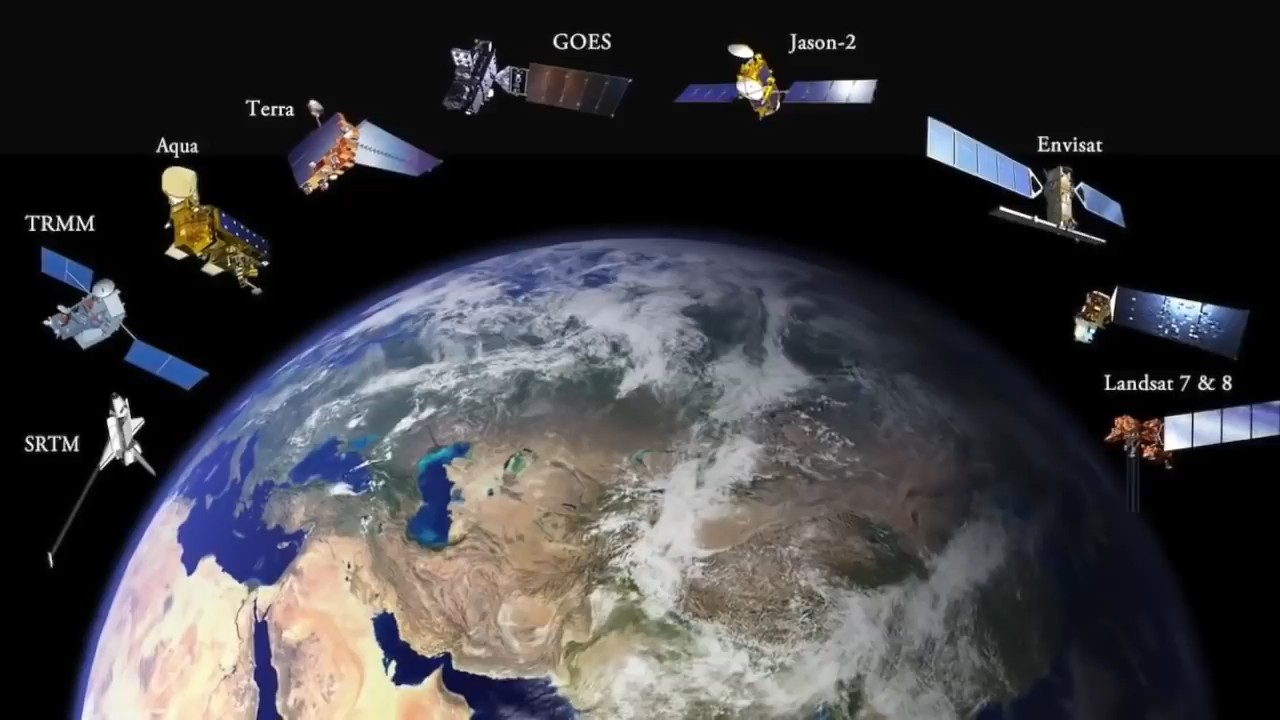 GOES
Jason-2
Terra
Aqua
Envisat
TRMM
Landsat 7 & 8
SRTM